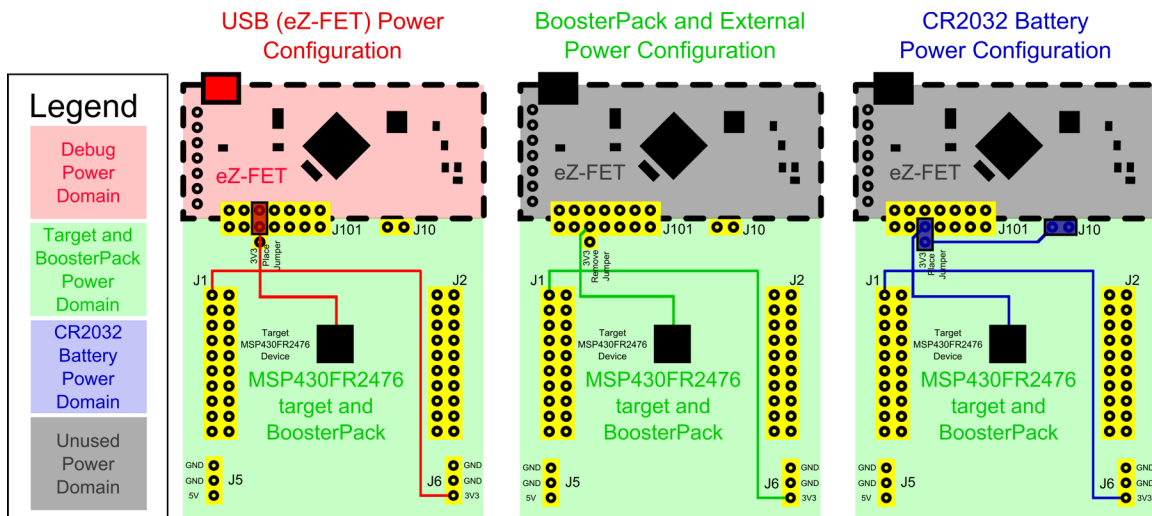 USB (eZ-FET) Power
Configuration
BoosterPack and External
Power Configuration
CR2032 Battery
Power Configuration
Legend
Debug
Power
Domain
Target and
BoosterPack
Power
Domain
CR2032
Battery
Power
Domain
Unused
Power
Domain
eZ-FET
J101
J10
3V3
Place
Jumper
J1
J2
Target
MSP430FR2476
Device
MSP430FR2476
target and
BoosterPack
GND
GND
5V
J5
J6
GND
GND
3V3
eZ-FET
J101
J10
3V3
Remove
Jumper
J1
J2
Target
MSP430FR2476
Device
MSP430FR2476
target and
BoosterPack
GND
GND
5V
J5
J6
GND
GND
3V3
eZ-FET
J101
J10
3V3
Place
Jumper
J1
J2
Target
MSP430FR2476
Device
MSP430FR2476
target and
BoosterPack
GND
GND
5V
J5
J6
GND
GND
3V3